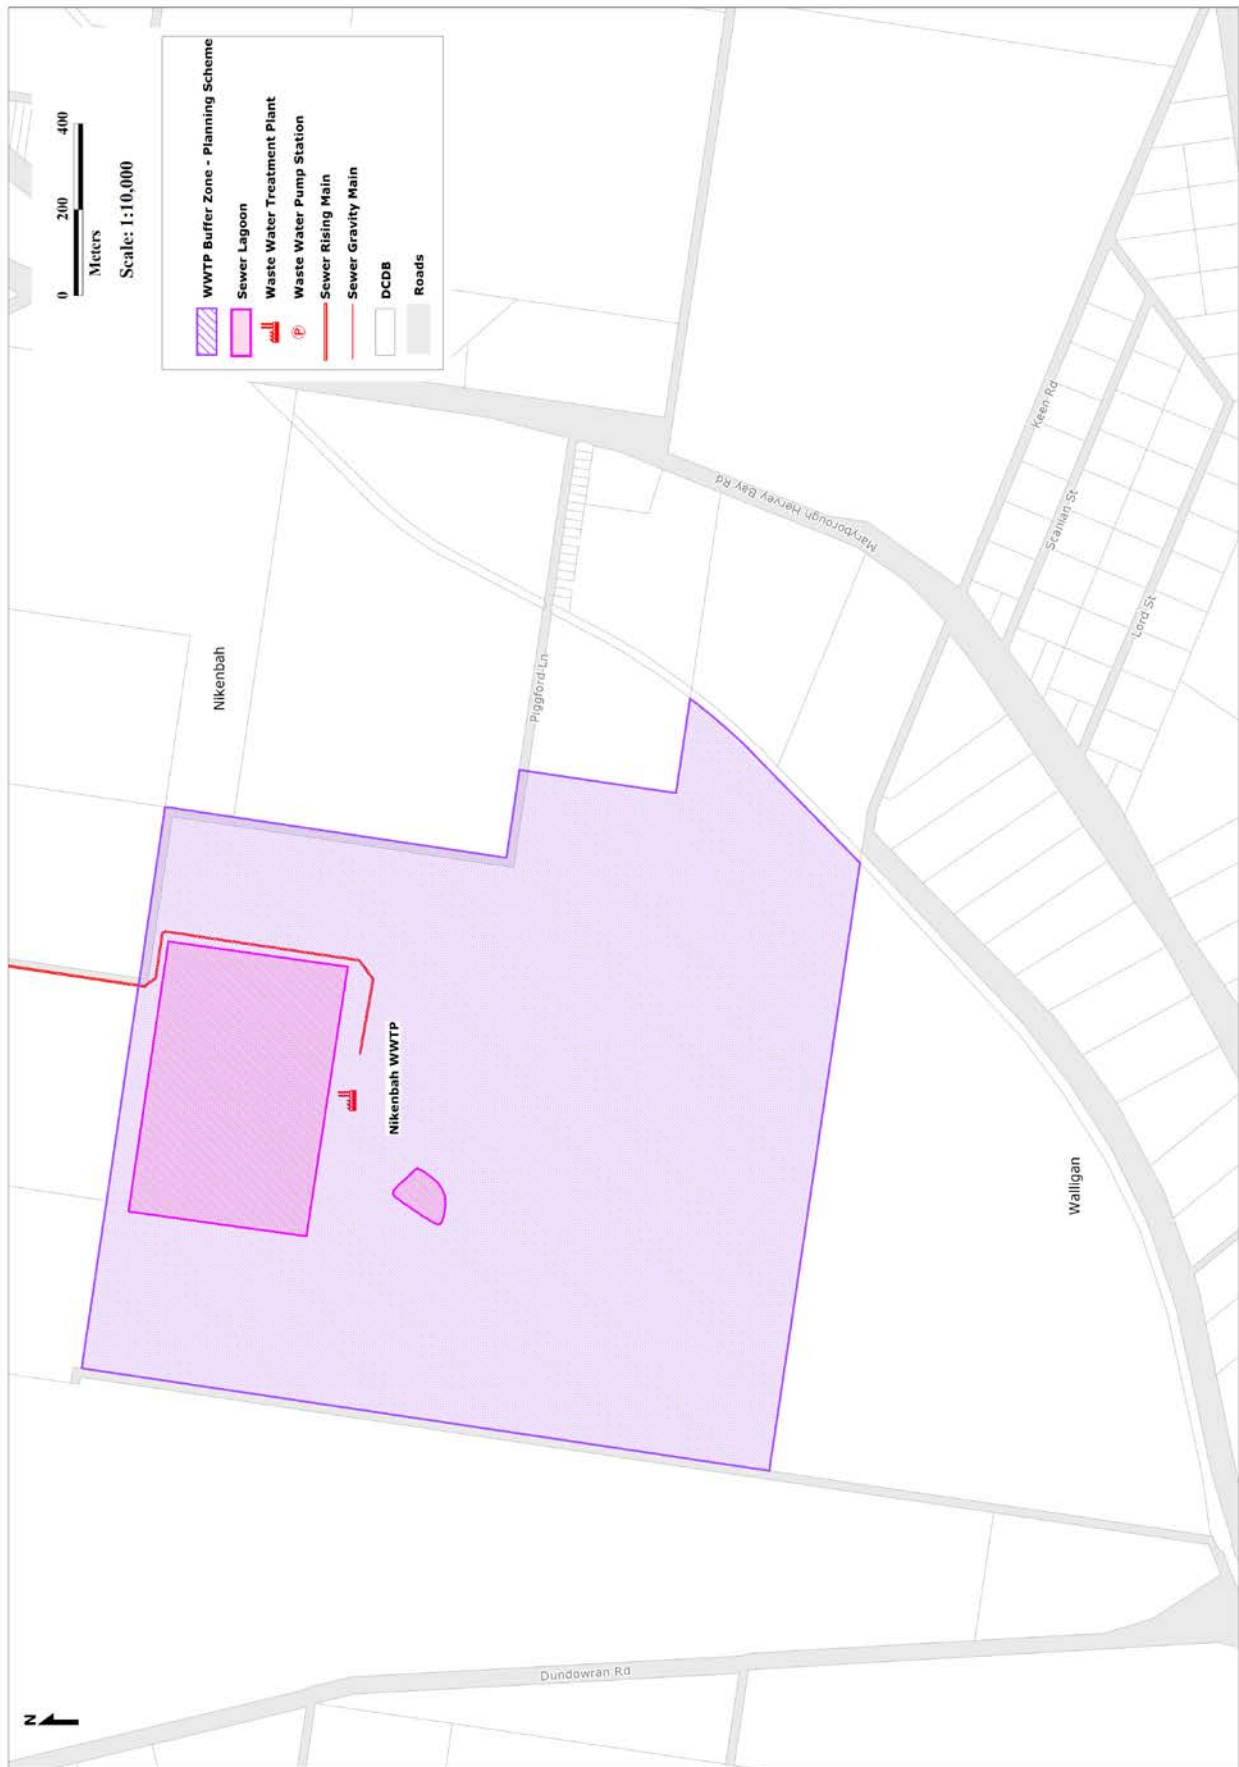 N
0 200 400
Meters
Scale: 1:10,000
WWTP Buffer Zone - Planning Scheme
Sewer Lagoon
Waste Water Treatment Plant
P
Waste Water Pump Station
Sewer Rising Main
Sewer Gravity Main
DCDB
Roads
Nikenbah
Nikenbah WWTP
Piggford Ln
Maryborough Hervey Bay Rd
Dundowran Rd
Keen Rd
Scanlan St
Lord St
Walligan